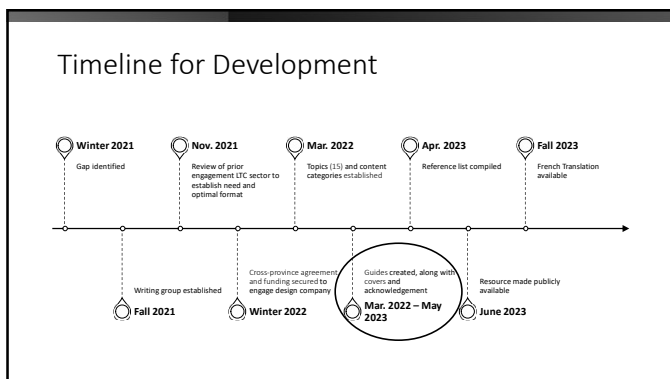 Timeline for Development
Winter 2021
Gap identified
Nov. 2021
Review of prior
engagement LTC sector to
establish need and
optimal format
Mar. 2022
Topics (15) and content
categories established
Apr. 2023
Reference list compiled
Fall 2023
French Translation
available
Writing group established
Fall 2021
Cross-province agreement
and funding secured to
engage design company
Winter 2022
Guides created, along with
covers and
acknowledgement
Mar. 2022 – May
2023
Resource made publicly
available
June 2023